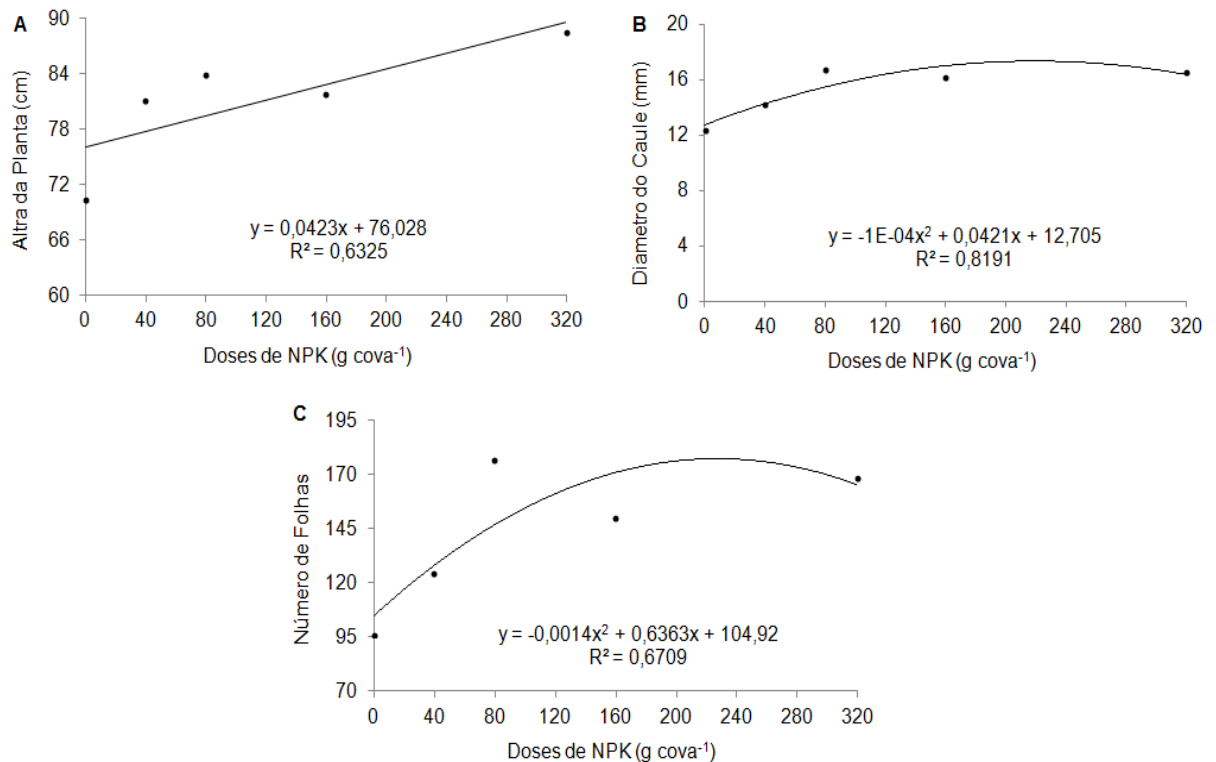 A
Altra da Planta (cm)
90
84
78
72
66
60
y = 0,0423x + 76,028
R² = 0,6325
0 40 80 120 160 200 240 280 320
Doses de NPK (g cova⁻¹)
B
Diametro do Caule (mm)
20
16
12
8
4
0
y = -1E-04x² + 0,0421x + 12,705
R² = 0,8191
0 40 80 120 160 200 240 280 320
Doses de NPK (g cova⁻¹)
C
Número de Folhas
195
170
145
120
95
70
y = -0,0014x² + 0,6363x + 104,92
R² = 0,6709
0 40 80 120 160 200 240 280 320
Doses de NPK (g cova⁻¹)